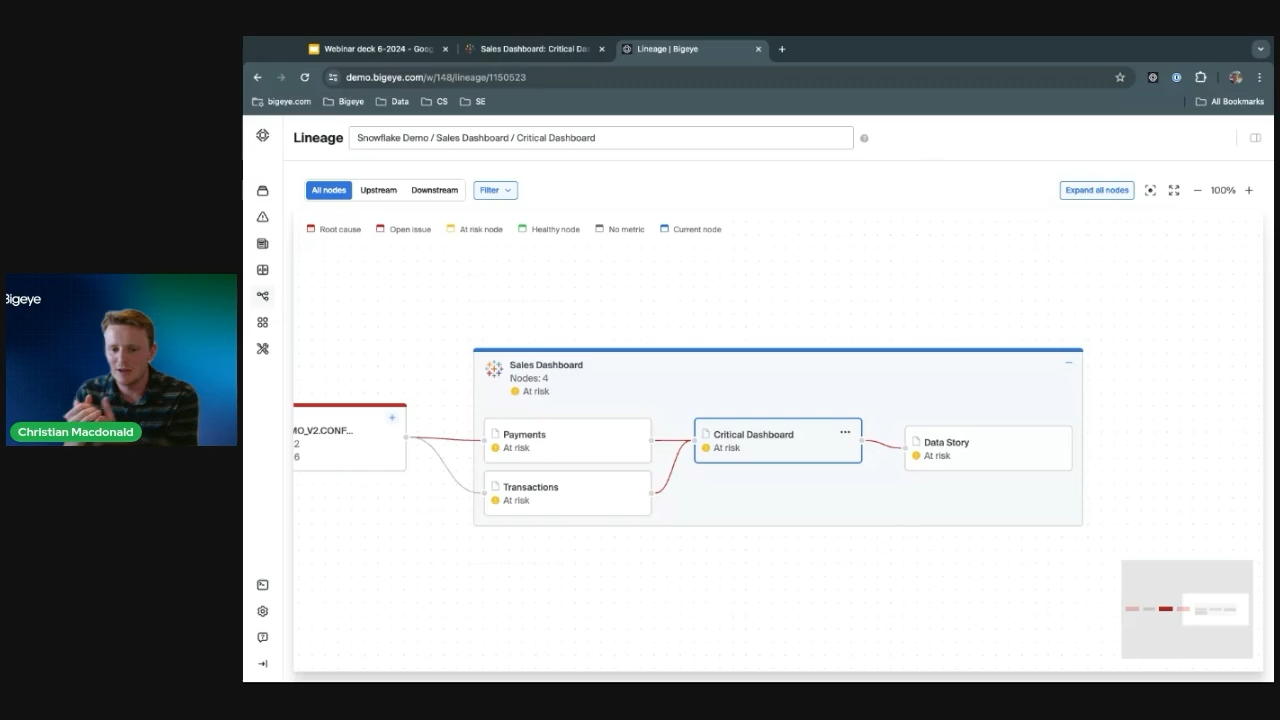 Webinar deck 6-2024 - Goog
Sales Dashboard: Critical Da
Lineage | Bigeye
demo.bigeye.com/w/148/lineage/1150523
bigeye.com
Bigeye
Data
CS
SE
All Bookmarks
Lineage
Snowflake Demo / Sales Dashboard / Critical Dashboard
All nodes
Upstream
Downstream
Filter
Expand all nodes
100%
Root cause
Open issue
At risk node
Healthy node
No metric
Current node
Bigeye
Christian Macdonald
MO_V2.CONF...
2
6
Sales Dashboard
Nodes: 4
At risk
Payments
At risk
Transactions
At risk
Critical Dashboard
At risk
Data Story
At risk